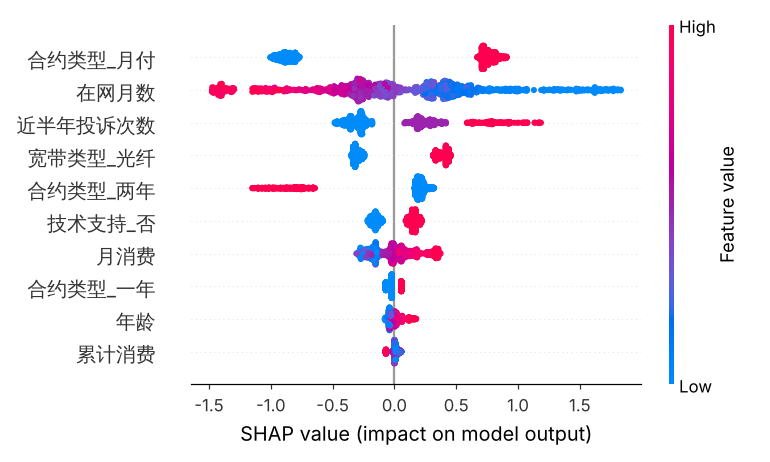 High
合约类型_月付
在网月数
近半年投诉次数
宽带类型_光纤
合约类型_两年
技术支持_否
月消费
合约类型_一年
年龄
累计消费
Feature value
Low
-1.5 -1.0 -0.5 0.0 0.5 1.0 1.5
SHAP value (impact on model output)